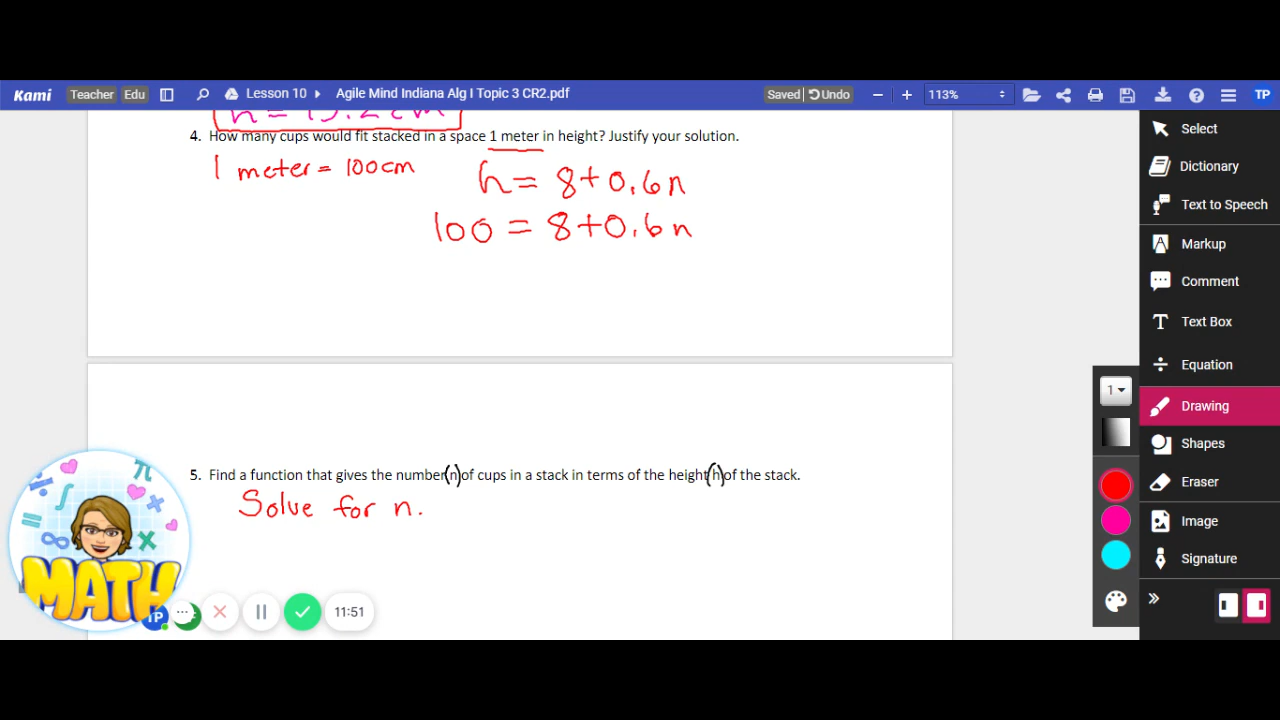 Kami Teacher Edu Lesson 10 Agile Mind Indiana Alg I Topic 3 CR2.pdf Saved Undo 113% TP
4. How many cups would fit stacked in a space 1 meter in height? Justify your solution.
1 meter = 100cm
h = 8+0.6n
100 = 8+0.6n
5. Find a function that gives the number(n)of cups in a stack in terms of the height(h)of the stack.
Solve for n.
MATH
TP
11:51
Select
Dictionary
Text to Speech
Markup
Comment
Text Box
Equation
1
Drawing
Shapes
Eraser
Image
Signature